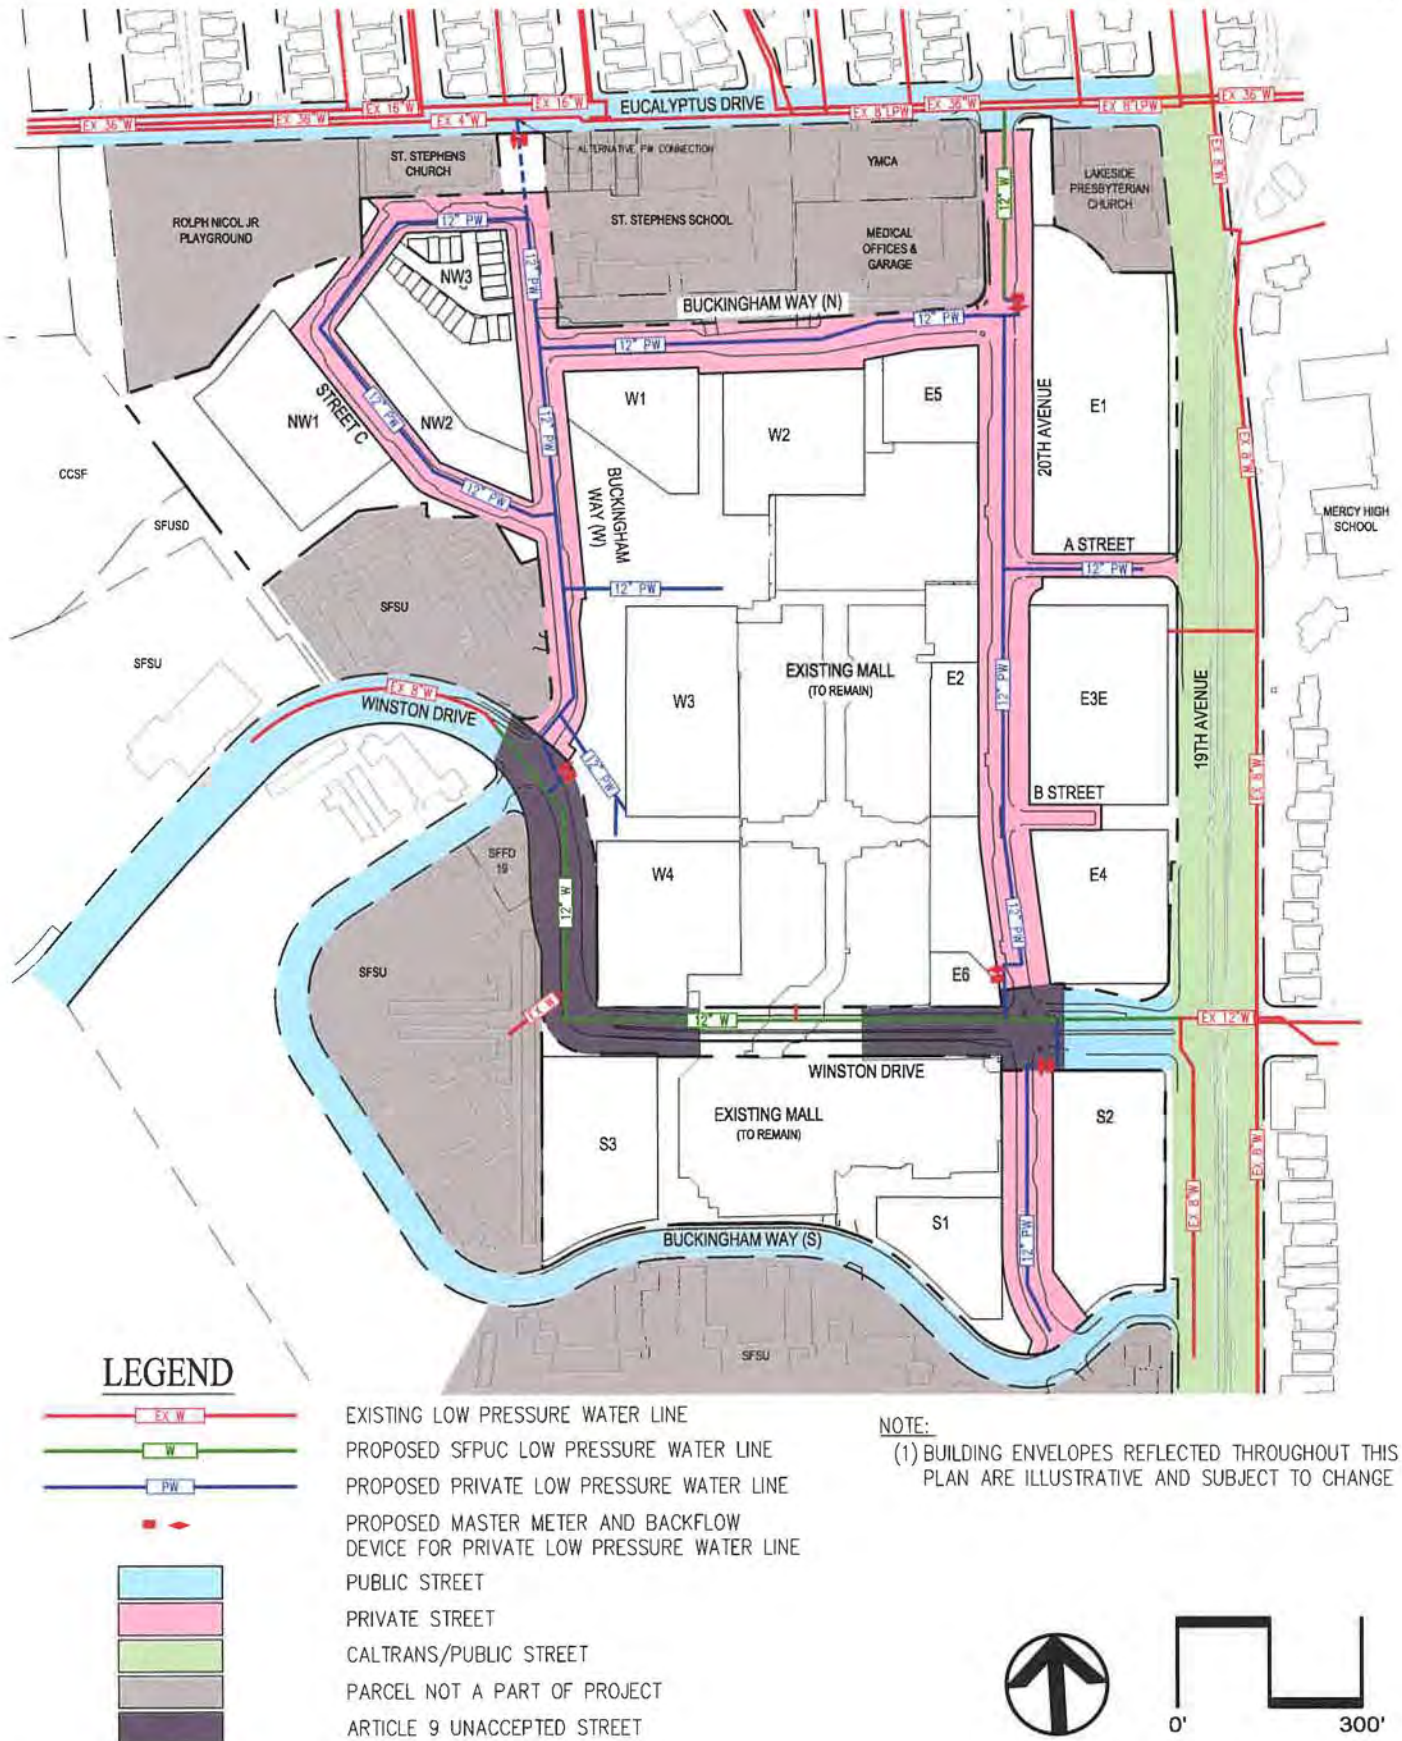 EX 16"W
EX 16"W
EUCALYPTUS DRIVE
EX 36"W
EX 8"LPW
EX 36"W
EX 36"W
EX 36"W
EX 4"W
EX 8"LPW
ALTERNATIVE PW CONNECTION
ST. STEPHENS
CHURCH
YMCA
12" W
EX 8"W
LAKESIDE
PRESBYTERIAN
CHURCH
ROLPH NICOL JR
PLAYGROUND
12" PW
ST. STEPHENS SCHOOL
MEDICAL
OFFICES &
GARAGE
NW3
12" PW
BUCKINGHAM WAY (N)
12" PW
12" PW
W1
E5
20TH AVENUE
E1
STREET C
NW1
12" PW
NW2
12" PW
W2
EX 8"W
CCSF
12" PW
BUCKINGHAM
WAY (W)
SFUSD
MERCY HIGH
SCHOOL
A STREET
12" PW
12" PW
SFSU
SFSU
EX 8"W
WINSTON DRIVE
W3
EXISTING MALL
(TO REMAIN)
E2
12" PW
E3E
19TH AVENUE
12" PW
B STREET
EX 8"W
SFFD
19
W4
12" W
E4
12" PW
SFSU
E6
EX W
12" W
EX 12"W
WINSTON DRIVE
EXISTING MALL
(TO REMAIN)
S3
S2
EX 8"W
EX 8"W
S1
BUCKINGHAM WAY (S)
12" PW
SFSU
LEGEND
EX W
EXISTING LOW PRESSURE WATER LINE
W
PROPOSED SFPUC LOW PRESSURE WATER LINE
PW
PROPOSED PRIVATE LOW PRESSURE WATER LINE
PROPOSED MASTER METER AND BACKFLOW
DEVICE FOR PRIVATE LOW PRESSURE WATER LINE
PUBLIC STREET
PRIVATE STREET
CALTRANS/PUBLIC STREET
PARCEL NOT A PART OF PROJECT
ARTICLE 9 UNACCEPTED STREET
NOTE:
(1) BUILDING ENVELOPES REFLECTED THROUGHOUT THIS
PLAN ARE ILLUSTRATIVE AND SUBJECT TO CHANGE
0'
300'